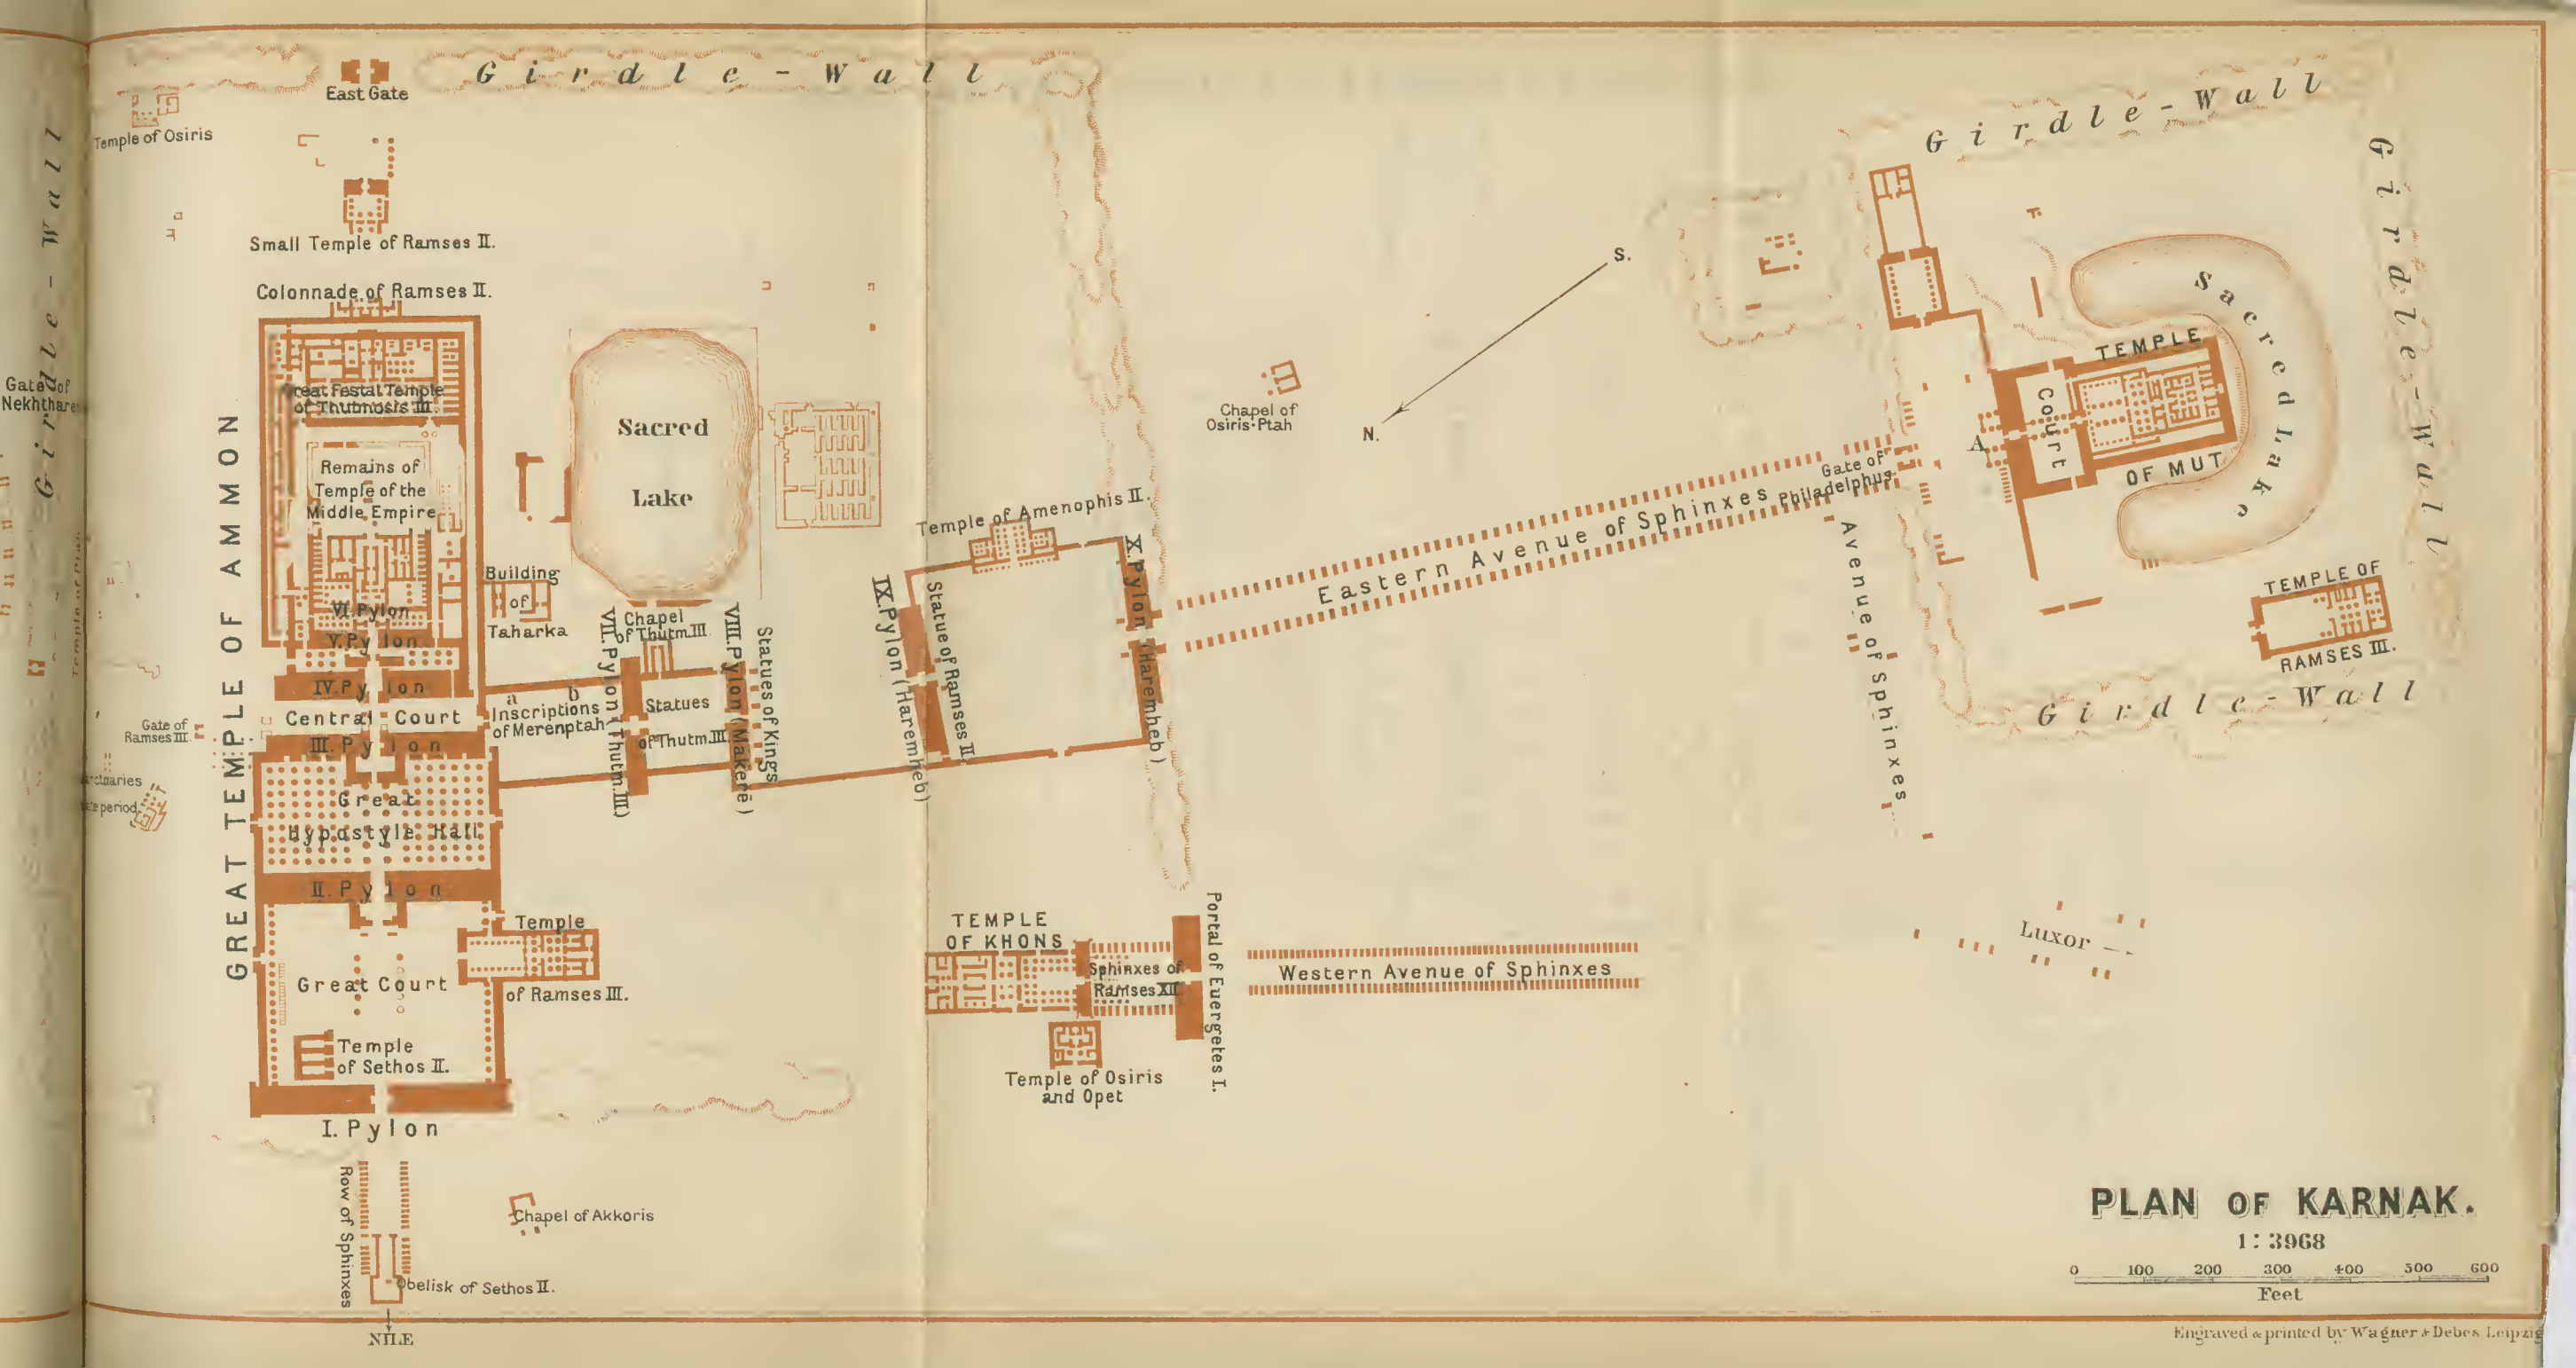 Girdle-Wall
East Gate
Temple of Osiris
Small Temple of Ramses II.
Colonnade of Ramses II.
Girdle-Wall
Gate of
GREAT TEMPLE OF AMMON
Great Festal Temple
of Thutmosis III.
Remains of
Temple of the
Middle Empire
VI. Pylon
V. Pylon
IV. Pylon
Central Court
III. Pylon
Great
Hypostyle Hall
II. Pylon
Great Court
Temple
of Sethos II.
I. Pylon
Row of Sphinxes
Obelisk of Sethos II.
NILE
Chapel of Akkoris
Temple
of Ramses III.
Gate of
Ramses III.
period
Sacred
Lake
Building
of
Taharka
a
b
Inscriptions
of Merenptah
VII. Pylon (Thutm. III)
Chapel
of Thutm. III.
Statues
of Thutm. III
VIII. Pylon (Makerē)
Statues of Kings
IX. Pylon (Haremheb)
Statue of Ramses II.
Temple of Amenophis II.
X. Pylon (Haremheb)
Chapel of
Osiris-Ptah
S.
N.
Eastern Avenue of Sphinxes
Gate of
Philadelphus
Avenue of Sphinxes
TEMPLE
OF KHONS
Sphinxes of
Ramses XII.
Portal of Euergetes I.
Temple of Osiris
and Opet
Western Avenue of Sphinxes
Luxor
Girdle-Wall
Girdle-Wall
Girdle-Wall
Sacred Lake
TEMPLE
OF MUT
Court
A
TEMPLE OF
RAMSES III.
PLAN OF KARNAK.
1:3968
0 100 200 300 400 500 600
Feet
Engraved & printed by Wagner & Debes Leipzig